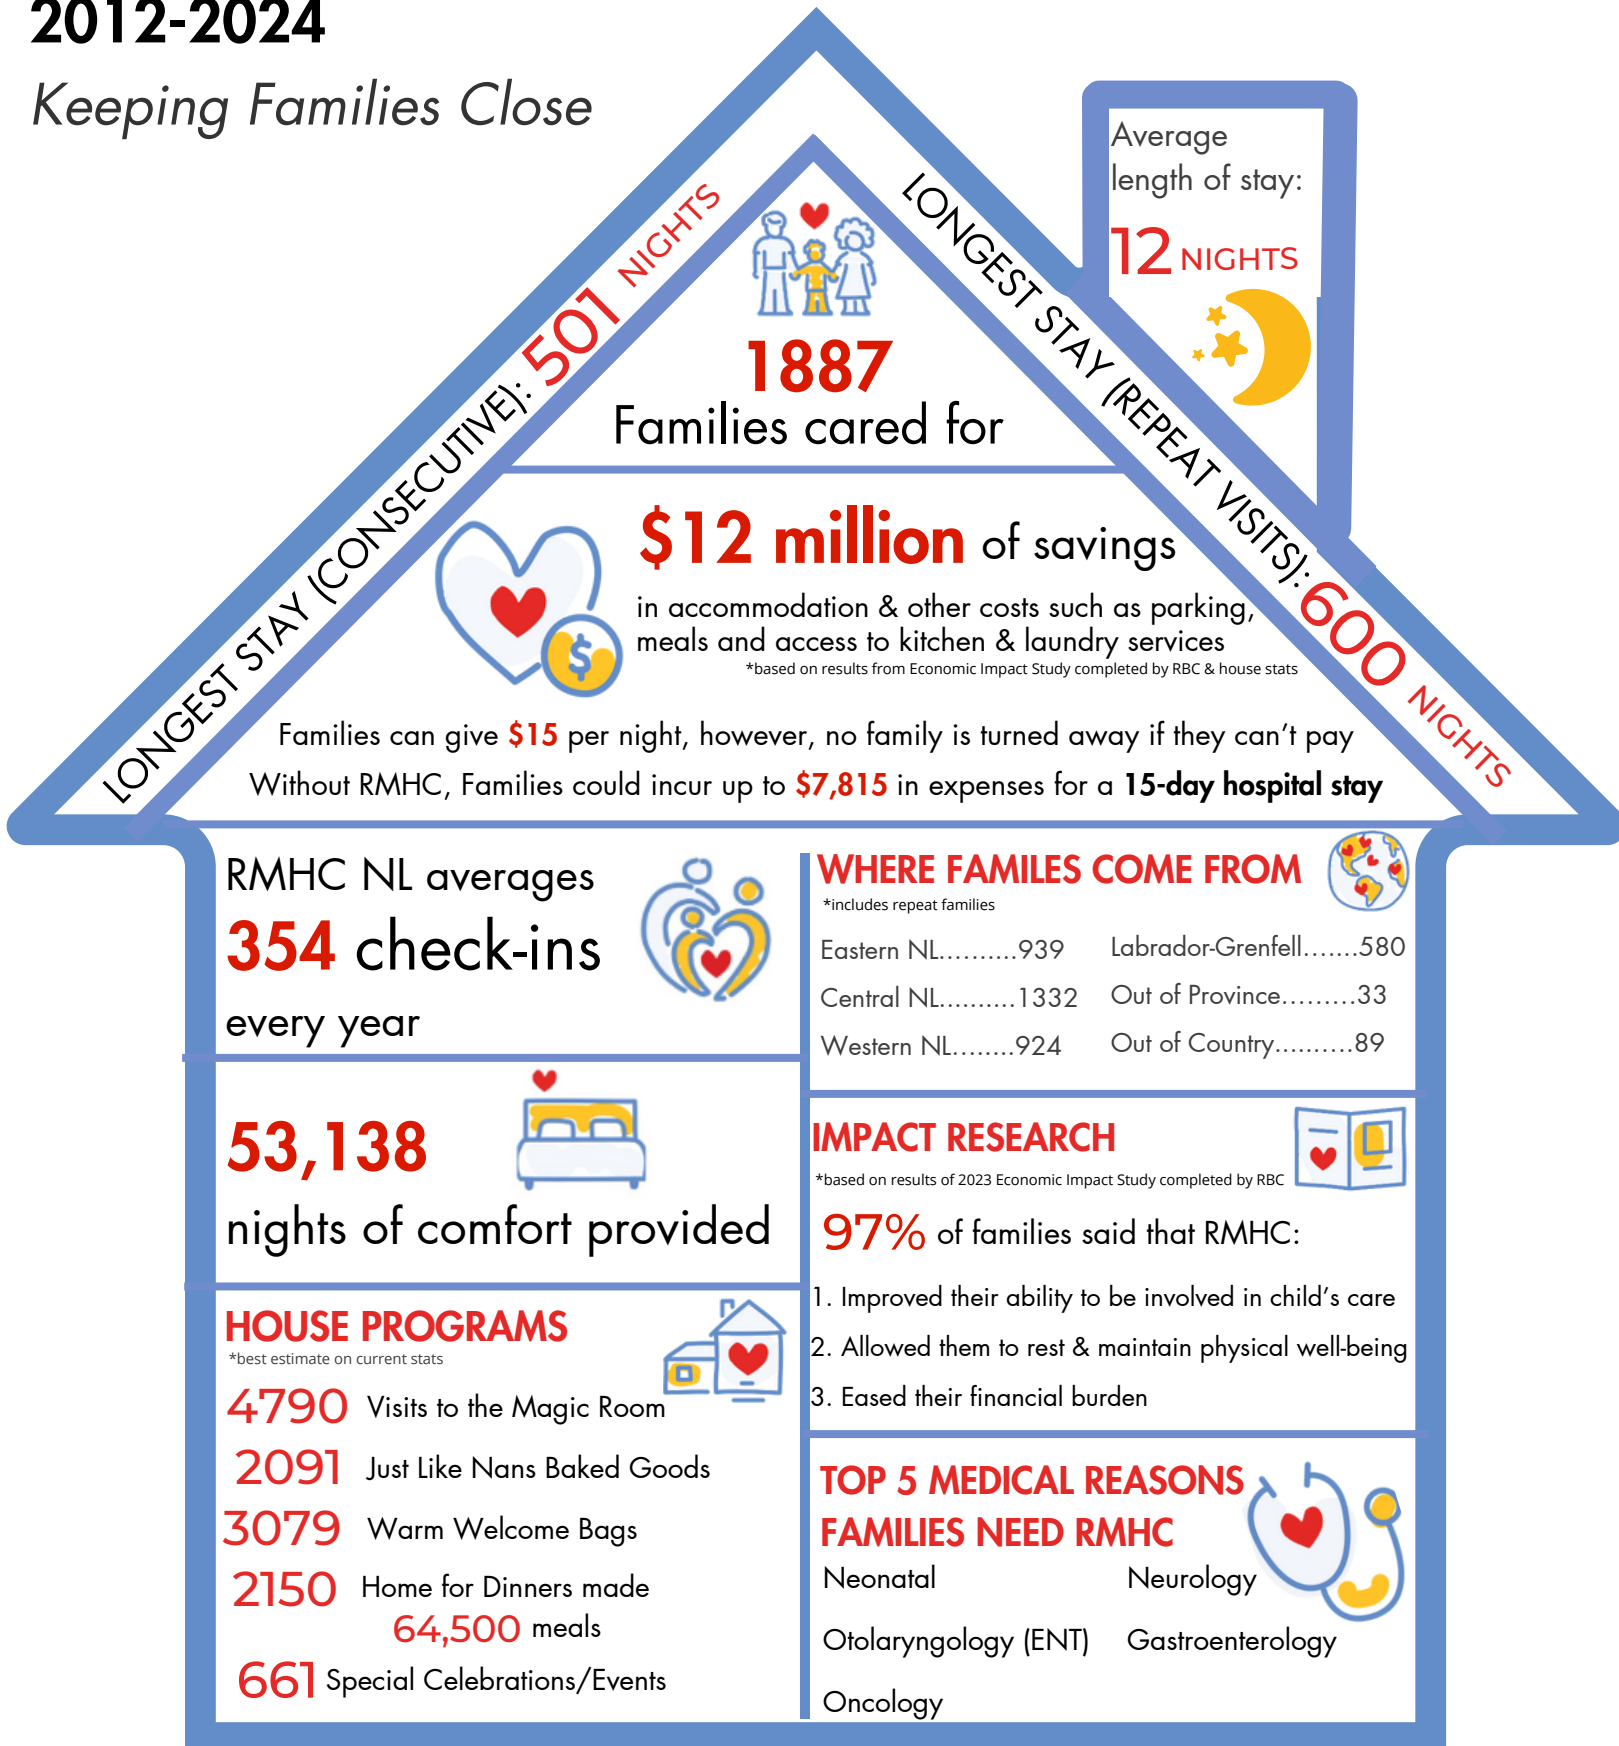 2012-2024
Keeping Families Close
Average
length of stay:
12 NIGHTS
LONGEST STAY (CONSECUTIVE): 501 NIGHTS
LONGEST STAY (REPEAT VISITS): 600 NIGHTS
1887
Families cared for
$12 million of savings
in accommodation & other costs such as parking,
meals and access to kitchen & laundry services
*based on results from Economic Impact Study completed by RBC & house stats
$
Families can give $15 per night, however, no family is turned away if they can't pay
Without RMHC, Families could incur up to $7,815 in expenses for a 15-day hospital stay
RMHC NL averages
354 check-ins
every year
53,138
nights of comfort provided
HOUSE PROGRAMS
*best estimate on current stats
4790 Visits to the Magic Room
2091 Just Like Nans Baked Goods
3079 Warm Welcome Bags
2150 Home for Dinners made
64,500 meals
661 Special Celebrations/Events
WHERE FAMILES COME FROM
*includes repeat families
Eastern NL..........939
Central NL..........1332
Western NL........924
Labrador-Grenfell.......580
Out of Province.........33
Out of Country..........89
IMPACT RESEARCH
*based on results of 2023 Economic Impact Study completed by RBC
97% of families said that RMHC:
1. Improved their ability to be involved in child's care
2. Allowed them to rest & maintain physical well-being
3. Eased their financial burden
TOP 5 MEDICAL REASONS
FAMILIES NEED RMHC
Neonatal
Otolaryngology (ENT)
Oncology
Neurology
Gastroenterology